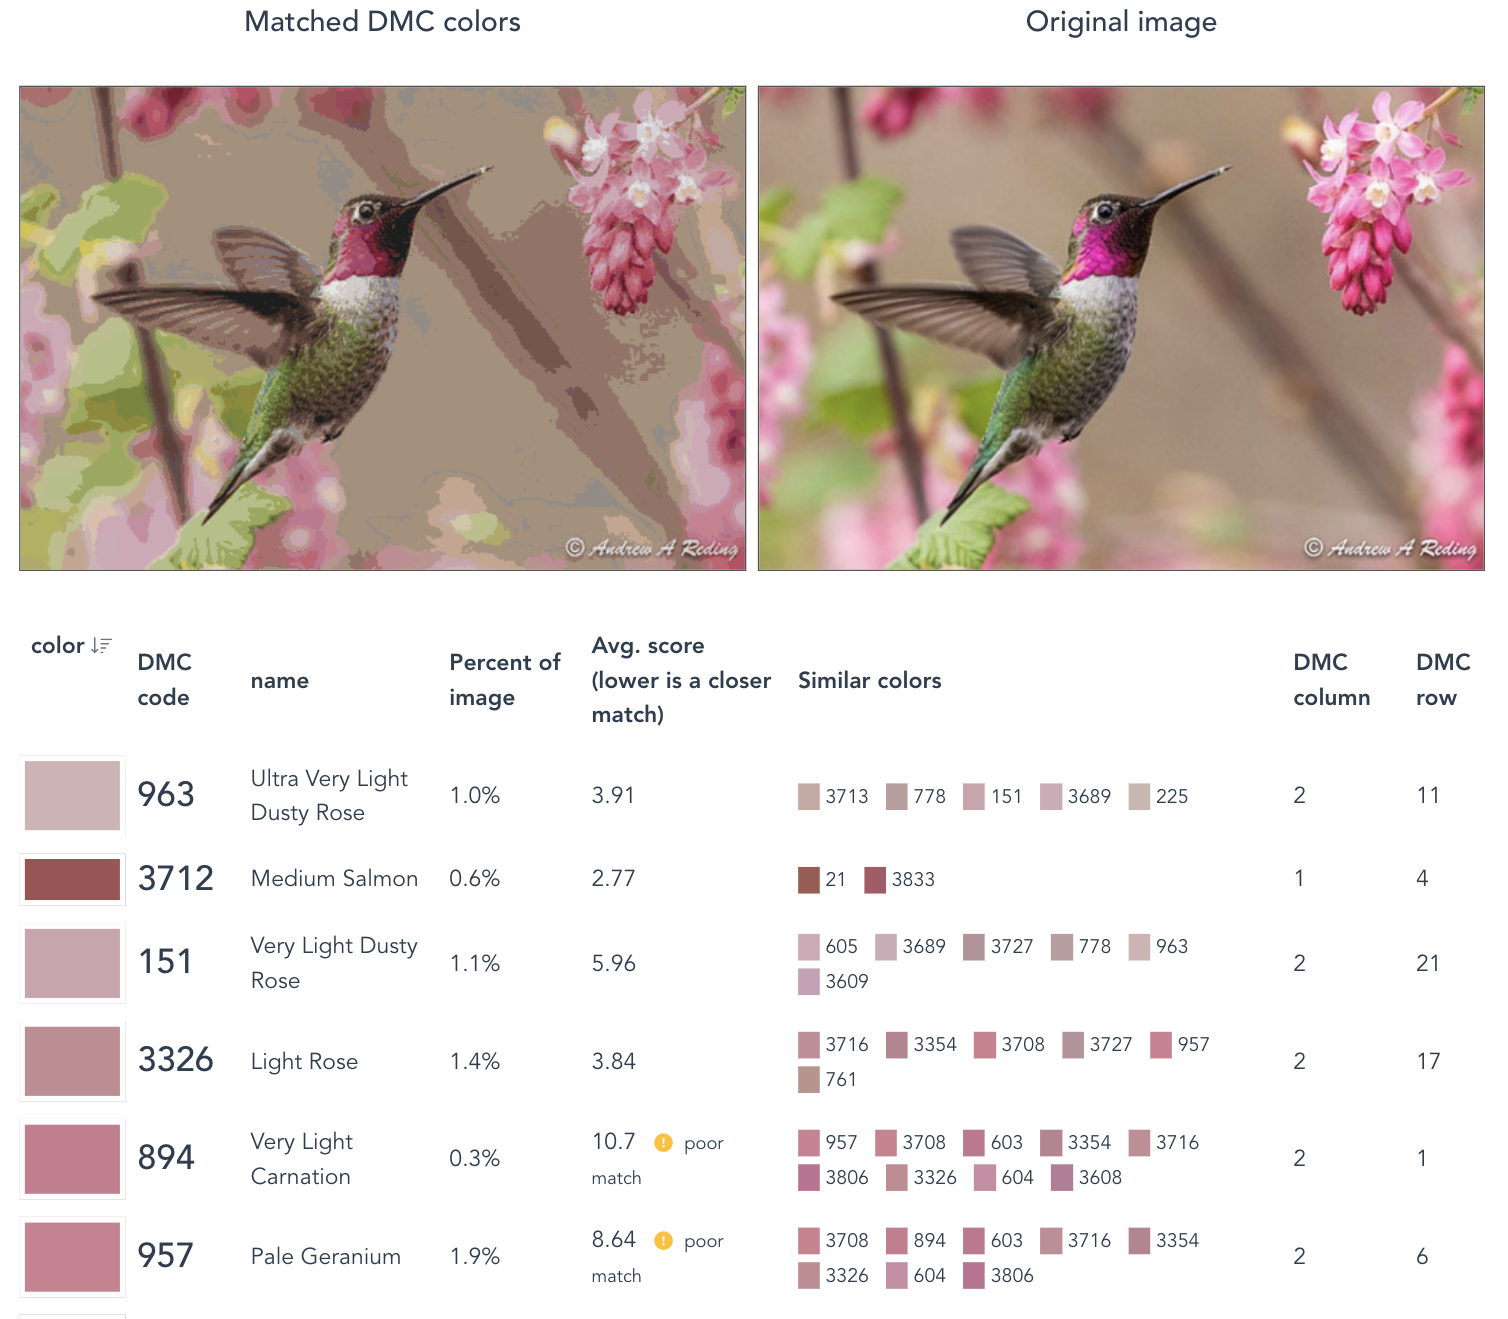 Matched DMC colors
Original image
© Andrew A Reding
© Andrew A Reding
color
DMC code
name
Percent of image
Avg. score (lower is a closer match)
Similar colors
DMC column
DMC row
963
Ultra Very Light Dusty Rose
1.0%
3.91
3713 778 151 3689 225
2
11
3712
Medium Salmon
0.6%
2.77
21 3833
1
4
151
Very Light Dusty Rose
1.1%
5.96
605 3689 3727 778 963
3609
2
21
3326
Light Rose
1.4%
3.84
3716 3354 3708 3727 957
761
2
17
894
Very Light Carnation
0.3%
10.7 ! poor match
957 3708 603 3354 3716
3806 3326 604 3608
2
1
957
Pale Geranium
1.9%
8.64 ! poor match
3708 894 603 3716 3354
3326 604 3806
2
6